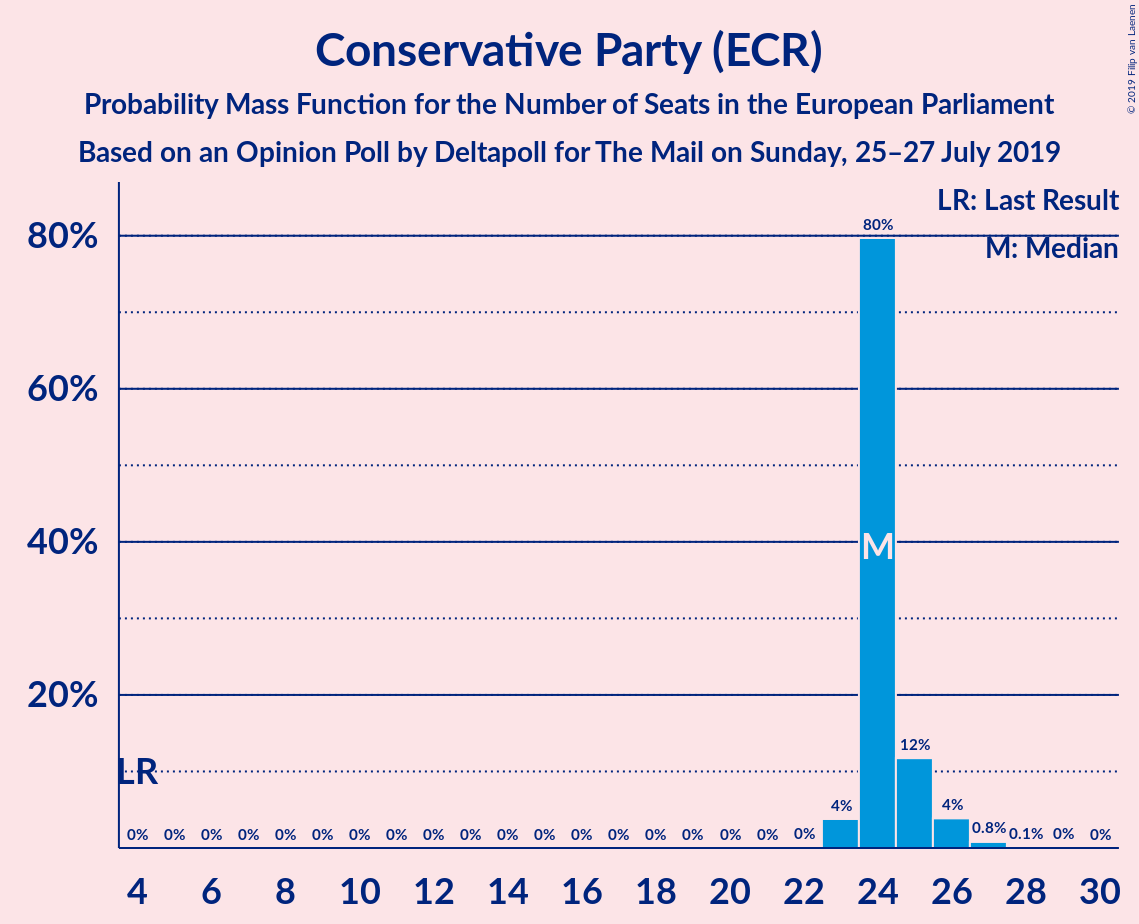 Conservative Party (ECR)
Probability Mass Function for the Number of Seats in the European Parliament
Based on an Opinion Poll by Deltapoll for The Mail on Sunday, 25–27 July 2019
© 2019 Filip van Laenen
LR: Last Result
M: Median
80%
60%
40%
20%
80%
M
LR
0% 0% 0% 0% 0% 0% 0% 0% 0% 0% 0% 0% 0% 0% 0% 0% 0% 0% 0% 4% 12% 4% 0.8% 0.1% 0% 0%
4 6 8 10 12 14 16 18 20 22 24 26 28 30